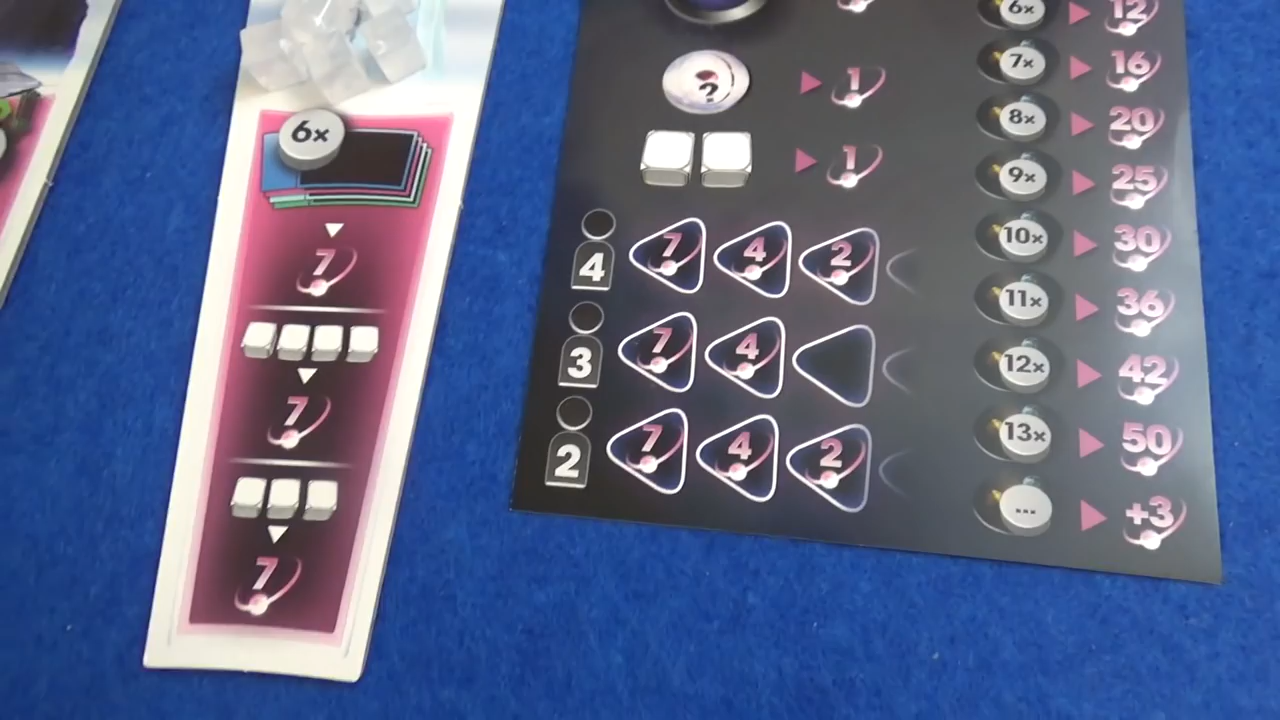 6x
7
7
7
6x 12
? 1 7x 16
1 8x 20
9x 25
4 7 4 2 10x 30
11x 36
3 7 4 12x 42
2 7 4 2 13x 50
... +3